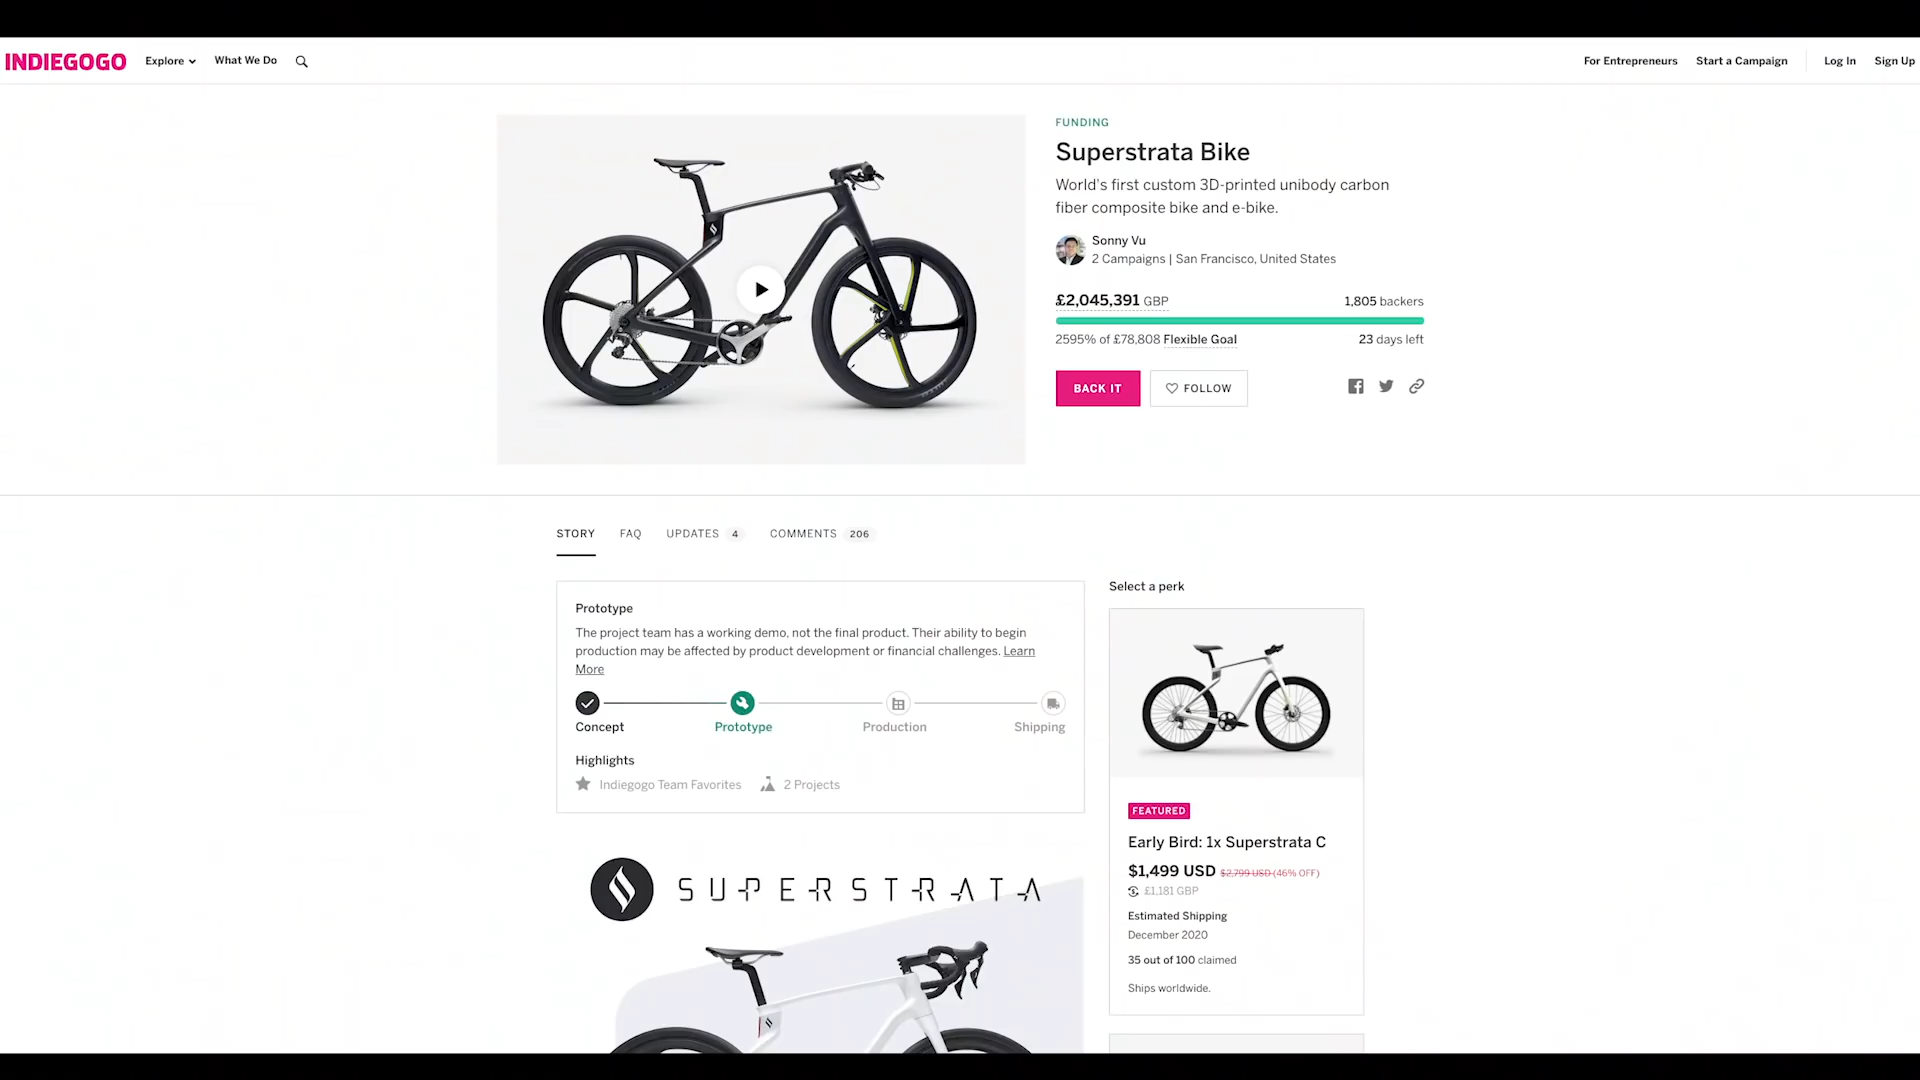 INDIEGOGO
Explore
What We Do
For Entrepreneurs
Start a Campaign
Log In
Sign Up
FUNDING
Superstrata Bike
World's first custom 3D-printed unibody carbon
fiber composite bike and e-bike.
Sonny Vu
2 Campaigns | San Francisco, United States
£2,045,391 GBP
1,805 backers
2595% of £78,808 Flexible Goal
23 days left
BACK IT
FOLLOW
STORY
FAQ
UPDATES 4
COMMENTS 206
Prototype
The project team has a working demo, not the final product. Their ability to begin
production may be affected by product development or financial challenges. Learn
More
Concept
Prototype
Production
Shipping
Highlights
Indiegogo Team Favorites
2 Projects
SUPERSTRATA
Select a perk
FEATURED
Early Bird: 1x Superstrata C
$1,499 USD $2,799 USD (46% OFF)
£1,181 GBP
Estimated Shipping
December 2020
35 out of 100 claimed
Ships worldwide.